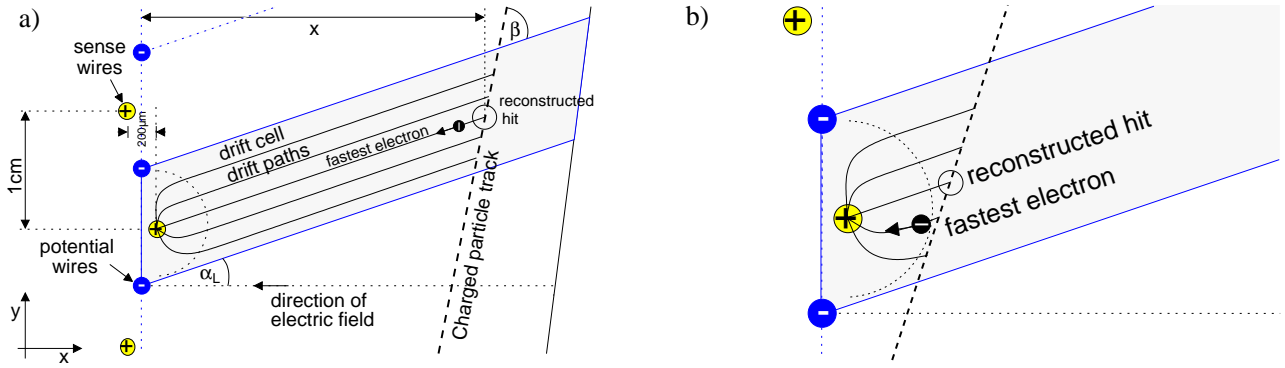 a)
x
β
-
sense
wires
+
200μm
1cm
drift cell
drift paths
fastest electron
-
reconstructed
hit
-
+
potential
wires
-
αL
direction of
electric field
Charged particle track
y
x
+
b)
+
-
reconstructed hit
+
-
fastest electron
-